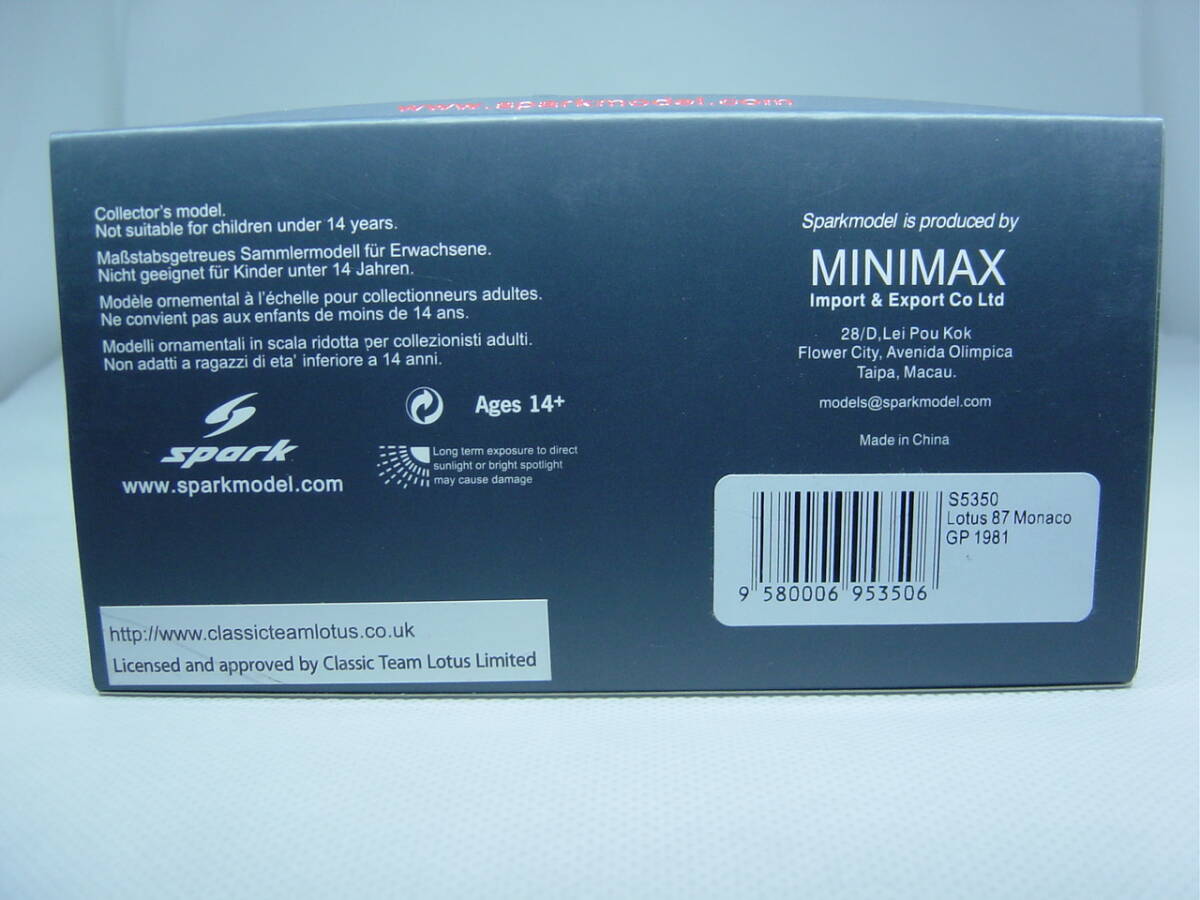 www.sparkmodel.com
Collector's model.
Not suitable for children under 14 years.
Maßstabsgetreues Sammlermodell für Erwachsene.
Nicht geeignet für Kinder unter 14 Jahren.
Modèle ornemental à l'échelle pour collectionneurs adultes.
Ne convient pas aux enfants de moins de 14 ans.
Modelli ornamentali in scala ridotta per collezionisti adulti.
Non adatti a ragazzi di eta' inferiore a 14 anni.
spark
www.sparkmodel.com
Ages 14+
Long term exposure to direct
sunlight or bright spotlight
may cause damage
http://www.classicteamlotus.co.uk
Licensed and approved by Classic Team Lotus Limited
Sparkmodel is produced by
MINIMAX
Import & Export Co Ltd
28/D,Lei Pou Kok
Flower City, Avenida Olimpica
Taipa, Macau.
models@sparkmodel.com
Made in China
S5350
Lotus 87 Monaco
GP 1981
9 580006 953506